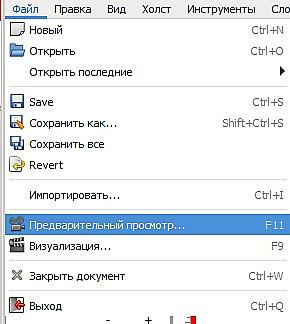 Файл Правка Вид Холст Инструменты Сло
Новый Ctrl+N
Открыть Ctrl+O
Открыть последние
Save Ctrl+S
Сохранить как... Shift+Ctrl+S
Сохранить все
Revert
Импортировать... Ctrl+I
Предварительный просмотр... F11
Визуализация... F9
Закрыть документ Ctrl+W
Выход Ctrl+Q